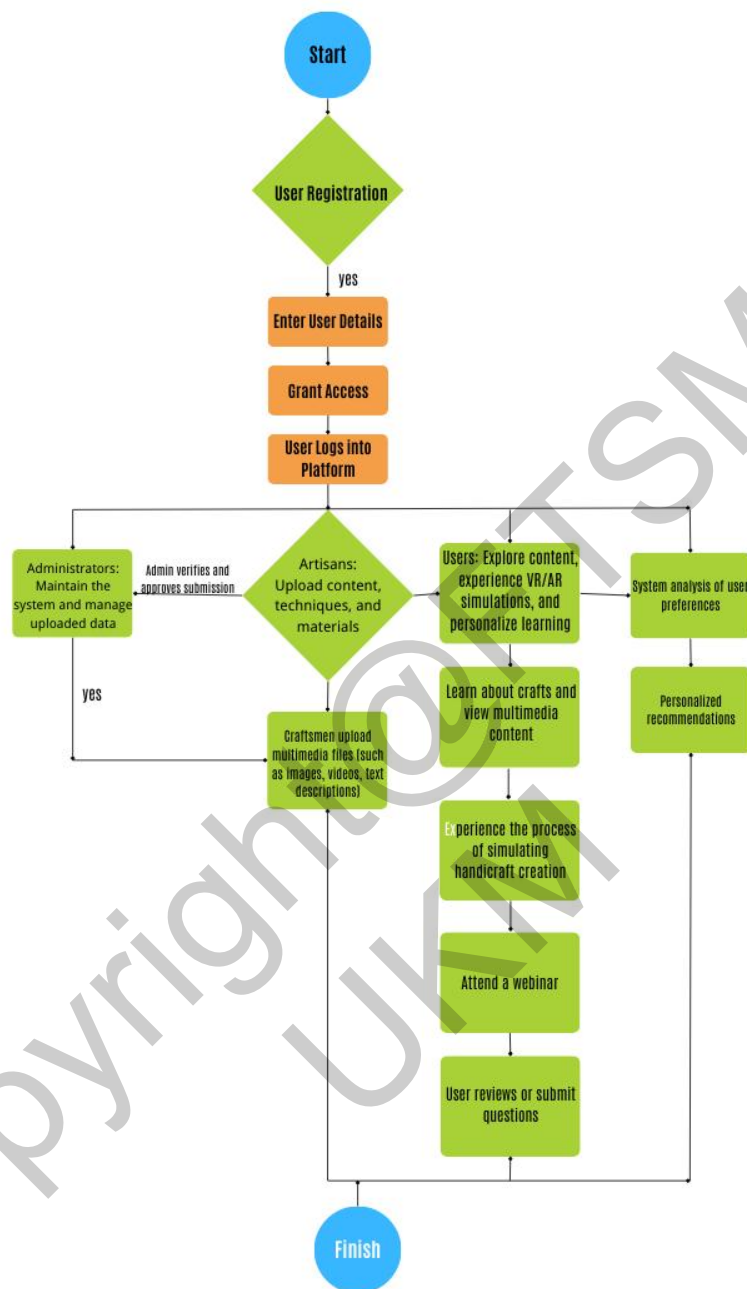 Start
User Registration
yes
Enter User Details
Grant Access
User Logs into
Platform
Administrators:
Maintain the
system and manage
uploaded data
Admin verifies and
approves submission
Artisans:
Upload content,
techniques, and
materials
Users: Explore content,
experience VR/AR
simulations, and
personalize learning
System analysis of user
preferences
yes
Craftsmen upload
multimedia files (such
as images, videos, text
descriptions)
Learn about crafts and
view multimedia
content
Personalized
recommendations
Experience the process
of simulating
handicraft creation
Attend a webinar
User reviews or submit
questions
Finish
pyright@FTSM
UKM